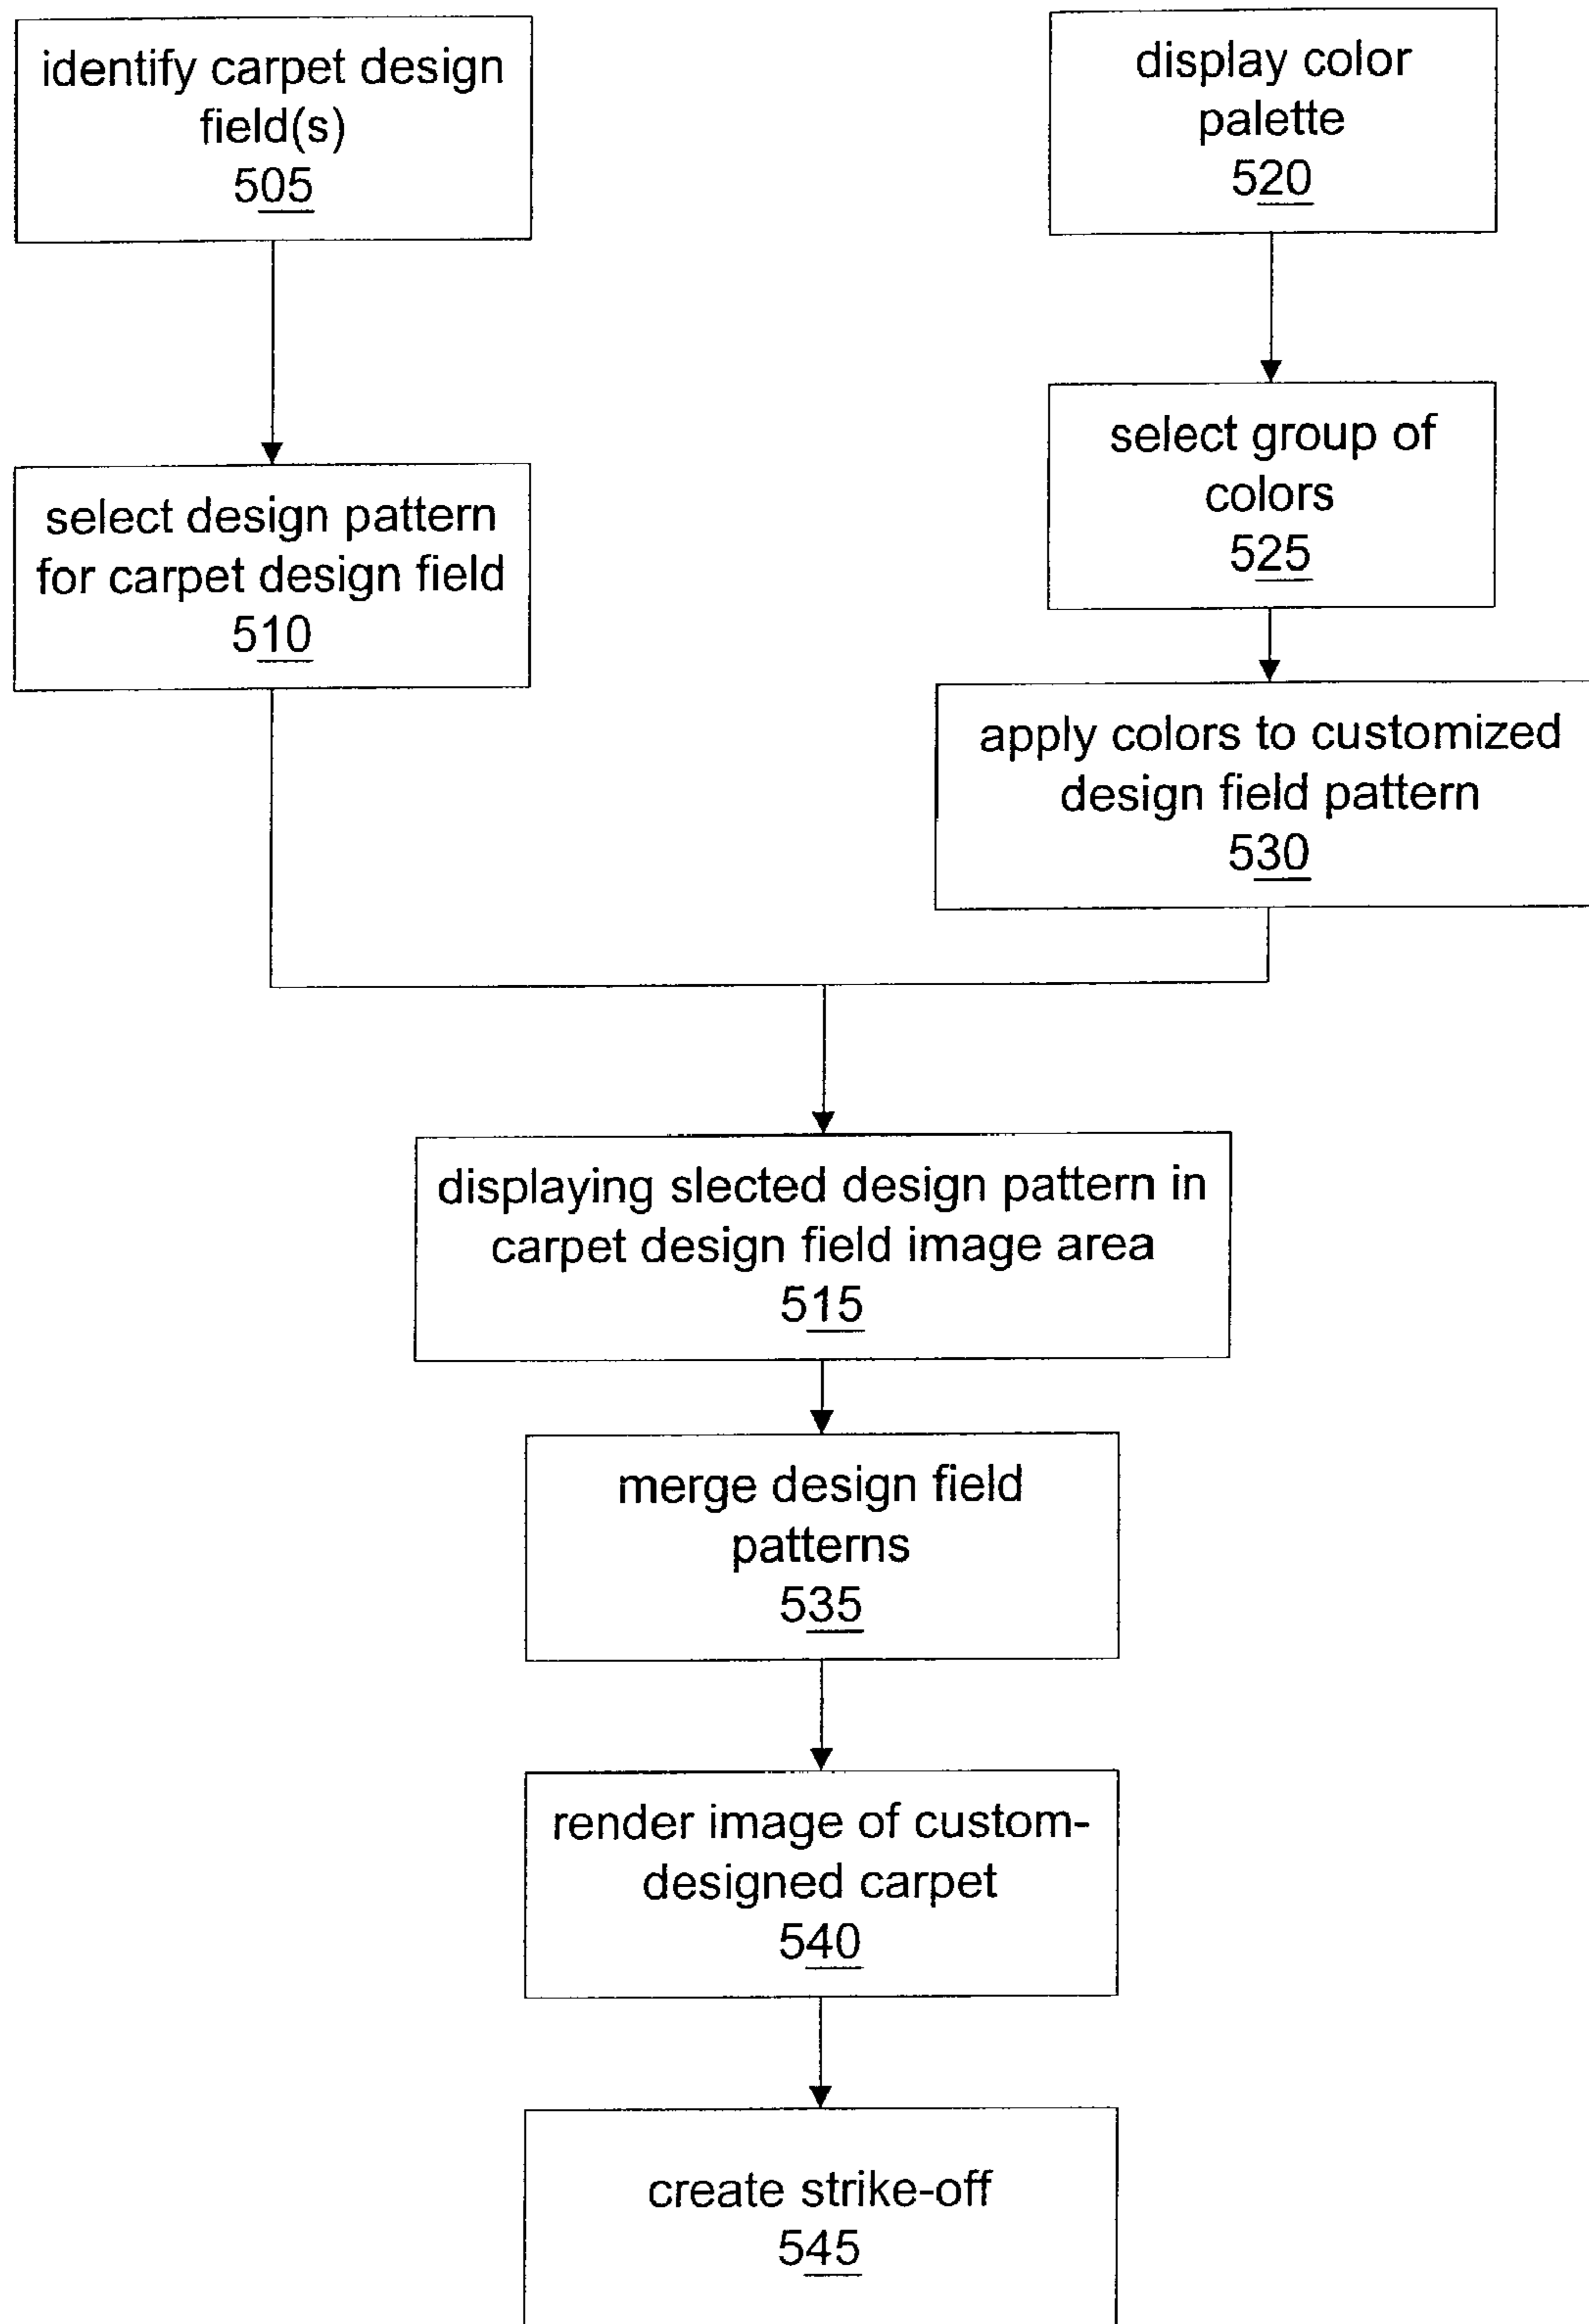 identify carpet design
field(s)
505
select design pattern
for carpet design field
510
display color
palette
520
select group of
colors
525
apply colors to customized
design field pattern
530
displaying slected design pattern in
carpet design field image area
515
merge design field
patterns
535
render image of custom-
designed carpet
540
create strike-off
545